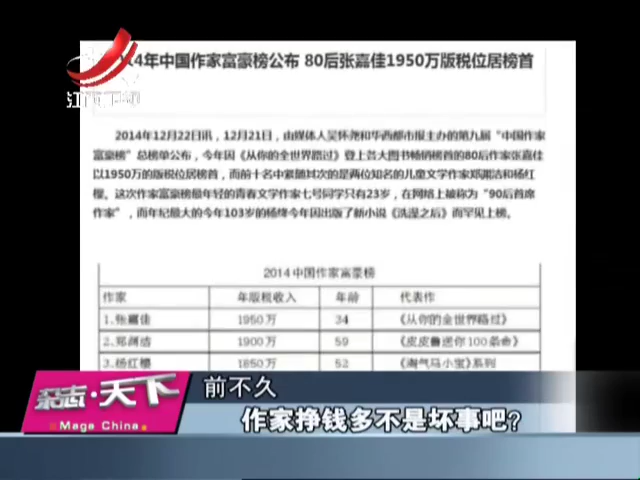 2014年中国作家富豪榜公布 80后张嘉佳1950万版税位居榜首
江西卫视
2014年12月22日讯，12月21日，由媒体人吴怀尧和华西都市报主办的第九届“中国作家
富豪榜”总榜单公布，今年因《从你的全世界路过》登上各大图书畅销榜首的80后作家张嘉佳
以1950万的版税位居榜首，而前十名中紧随其次的是两位知名的儿童文学作家郑渊洁和杨红
樱。这次作家富豪榜最年轻的青春文学作家七号同学只有23岁，在网络上被称为“90后首席
作家”，而年纪最大的今年103岁的杨绛今年因出版了新小说《洗澡之后》而罕见上榜。
2014中国作家富豪榜
作家 年版税收入 年龄 代表作
1.张嘉佳 1950万 34 《从你的全世界路过》
2.郑渊洁 1900万 59 《皮皮鲁送你100条命》
3.杨红樱 1850万 52 《淘气马小宝》系列
杂志·天下
Maga China
前不久
作家挣钱多不是坏事吧？